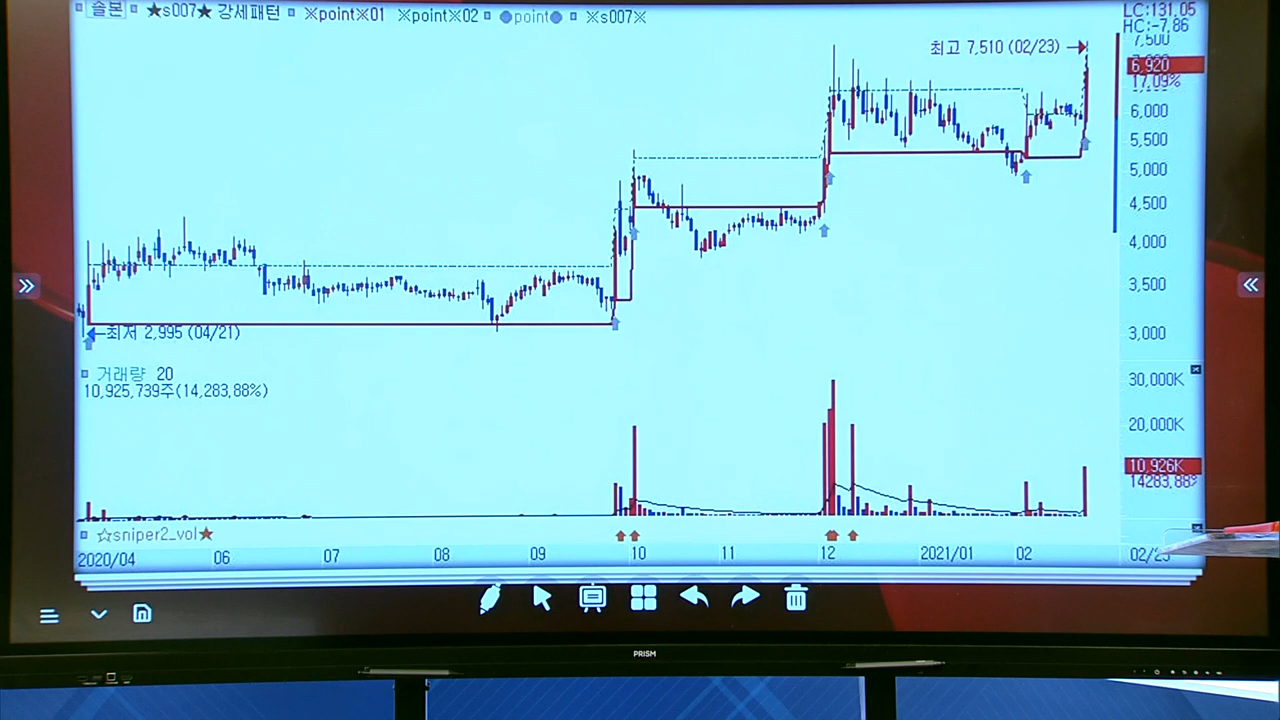 솔본 ★s007★ 강세패턴 ※point※01 ※point※02 ●point● ※s007※
LC:131.05
HC:-7.86
최고 7,510 (02/23)
7,500
6,920
17.09%
6,000
5,500
5,000
4,500
4,000
3,500
3,000
최저 2,995 (04/21)
거래량 20
10,925,739주(14,283.88%)
30,000K
20,000K
10,926K
14283.88%
☆sniper2_vol★
2020/04 06 07 08 09 10 11 12 2021/01 02 02/23
PRISM